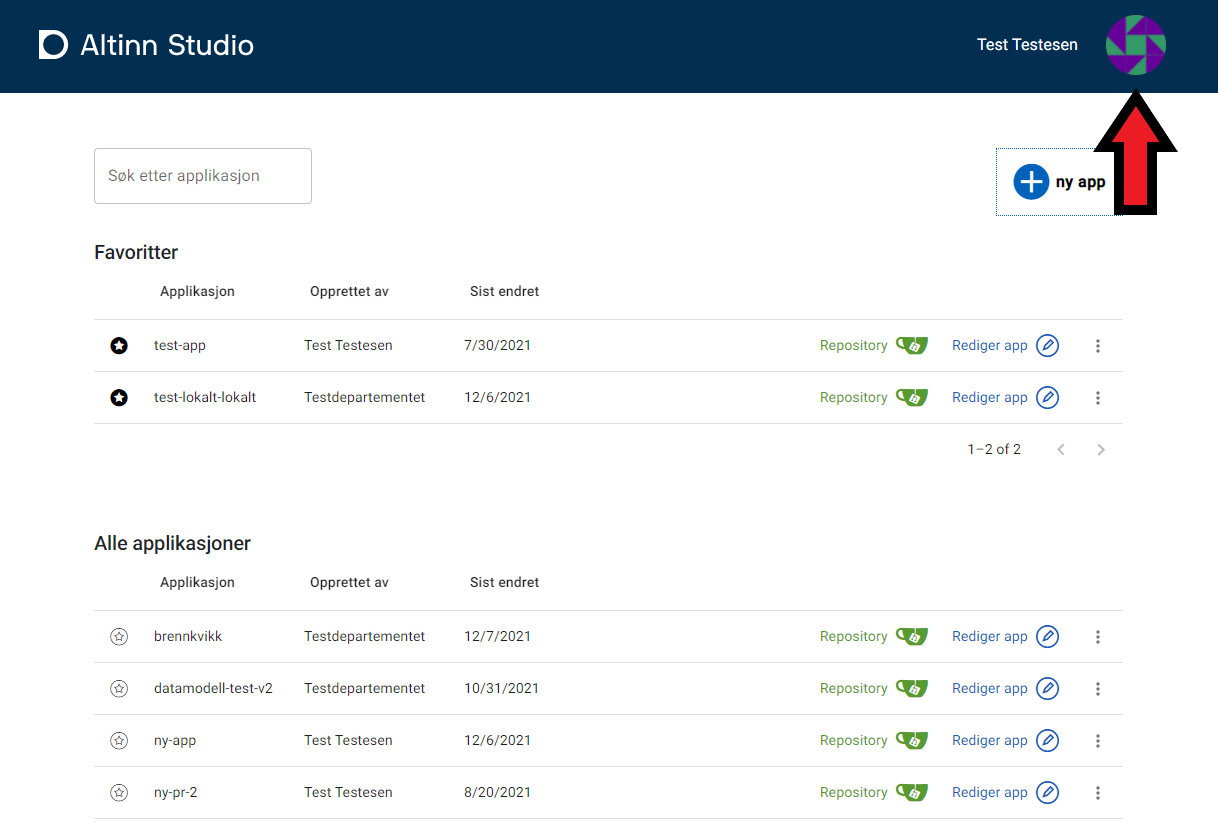 Altinn Studio
Test Testesen
Søk etter applikasjon
ny app
Favoritter
Applikasjon Opprettet av Sist endret
test-app Test Testesen 7/30/2021 Repository Rediger app
test-lokalt-lokalt Testdepartementet 12/6/2021 Repository Rediger app
1–2 of 2
Alle applikasjoner
Applikasjon Opprettet av Sist endret
brennkvikk Testdepartementet 12/7/2021 Repository Rediger app
datamodell-test-v2 Testdepartementet 10/31/2021 Repository Rediger app
ny-app Test Testesen 12/6/2021 Repository Rediger app
ny-pr-2 Test Testesen 8/20/2021 Repository Rediger app